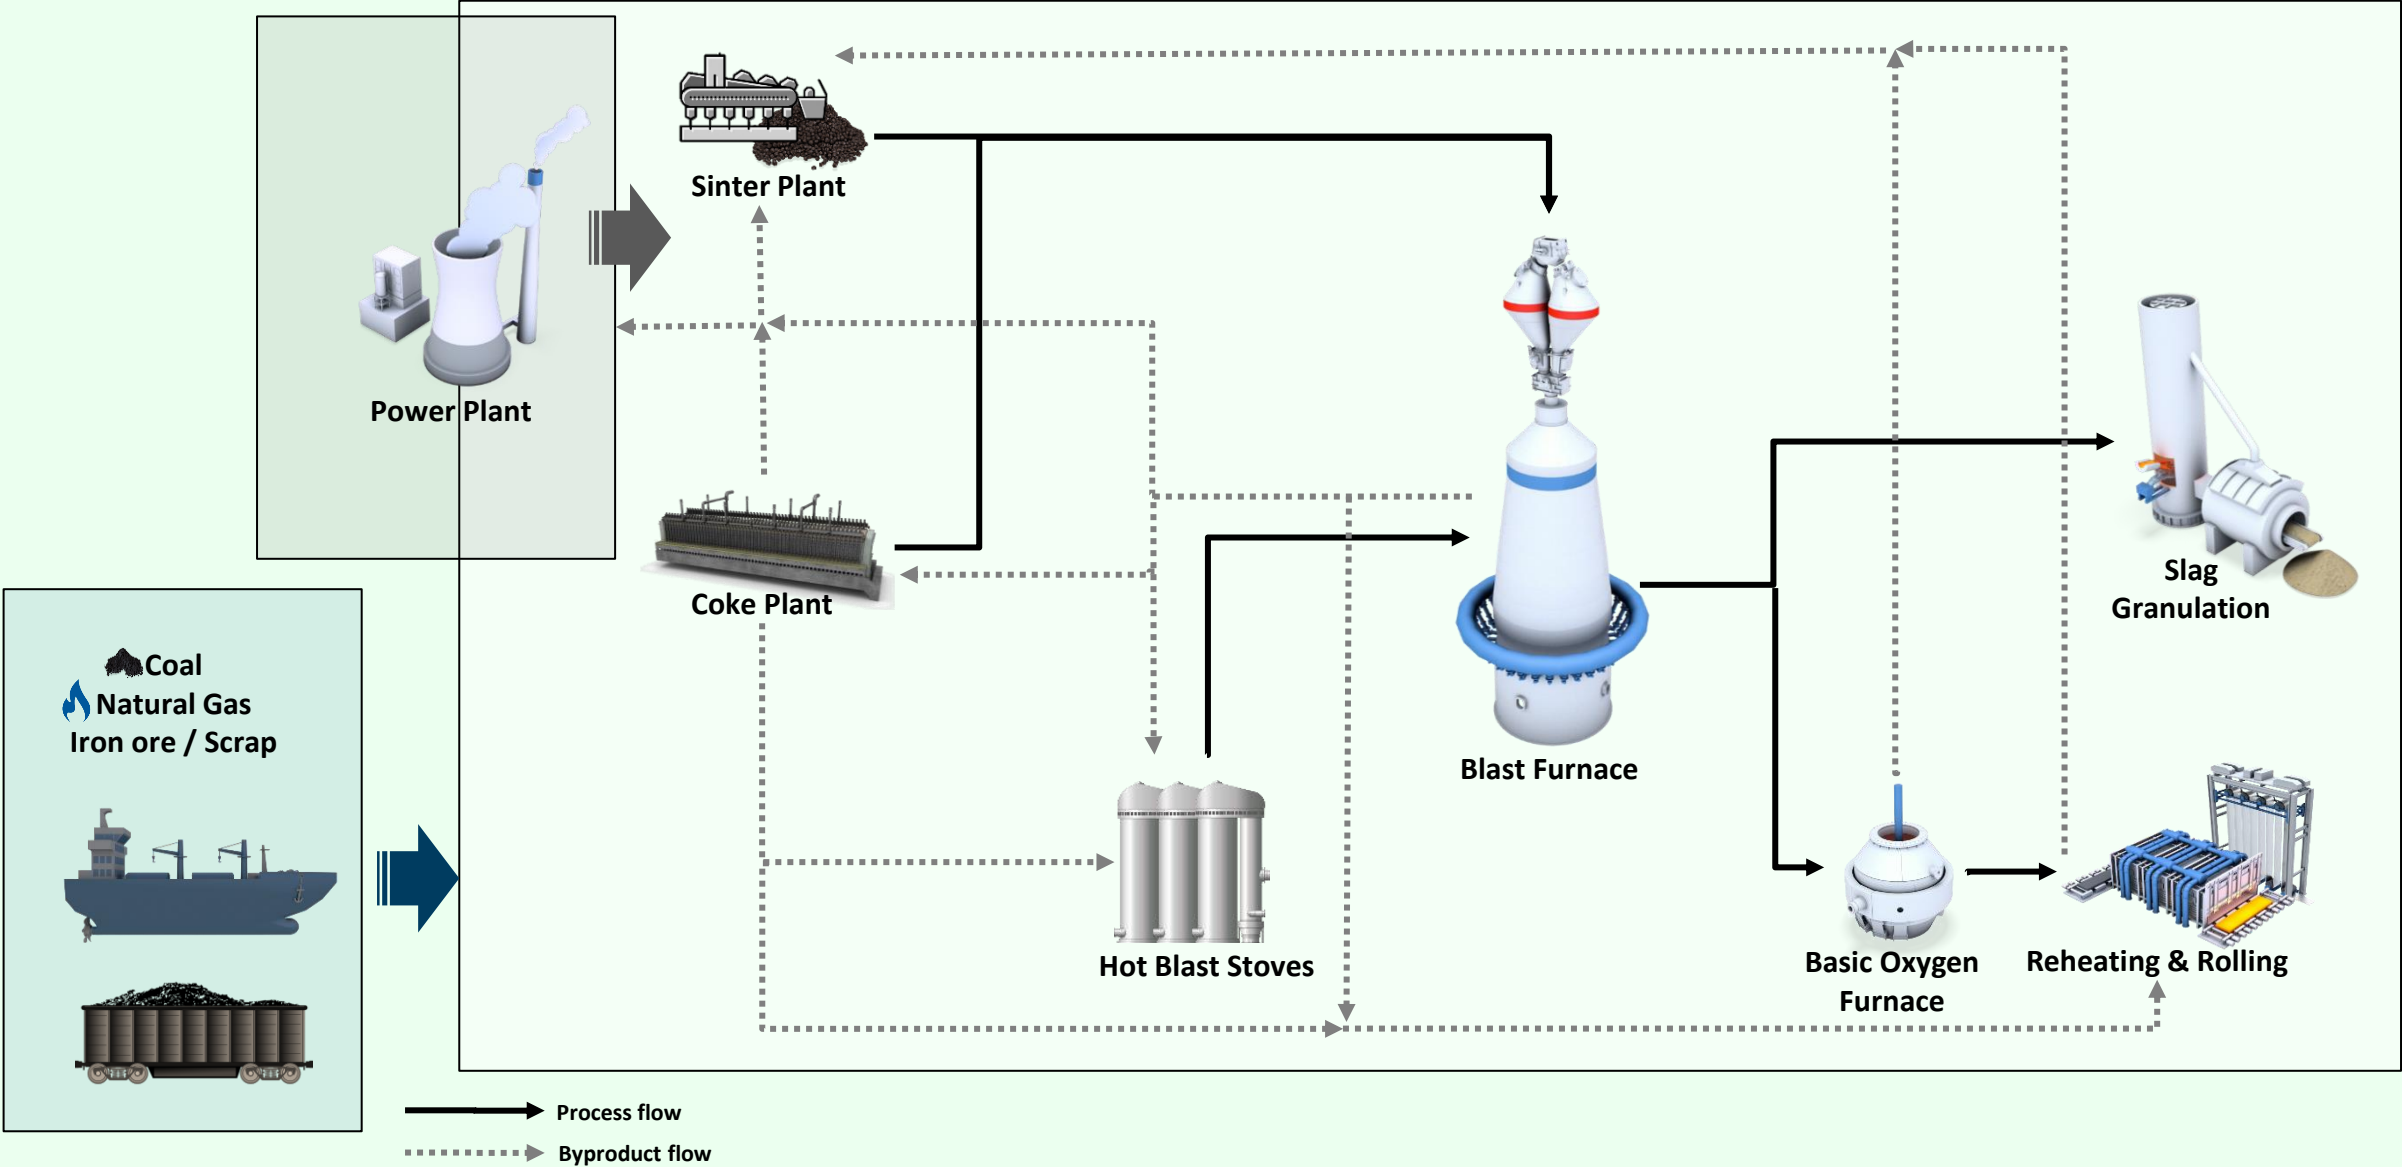 Sinter Plant
Power Plant
Coke Plant
Coal
Natural Gas
Iron ore / Scrap
Hot Blast Stoves
Blast Furnace
Slag
Granulation
Basic Oxygen
Furnace
Reheating & Rolling
Process flow
Byproduct flow